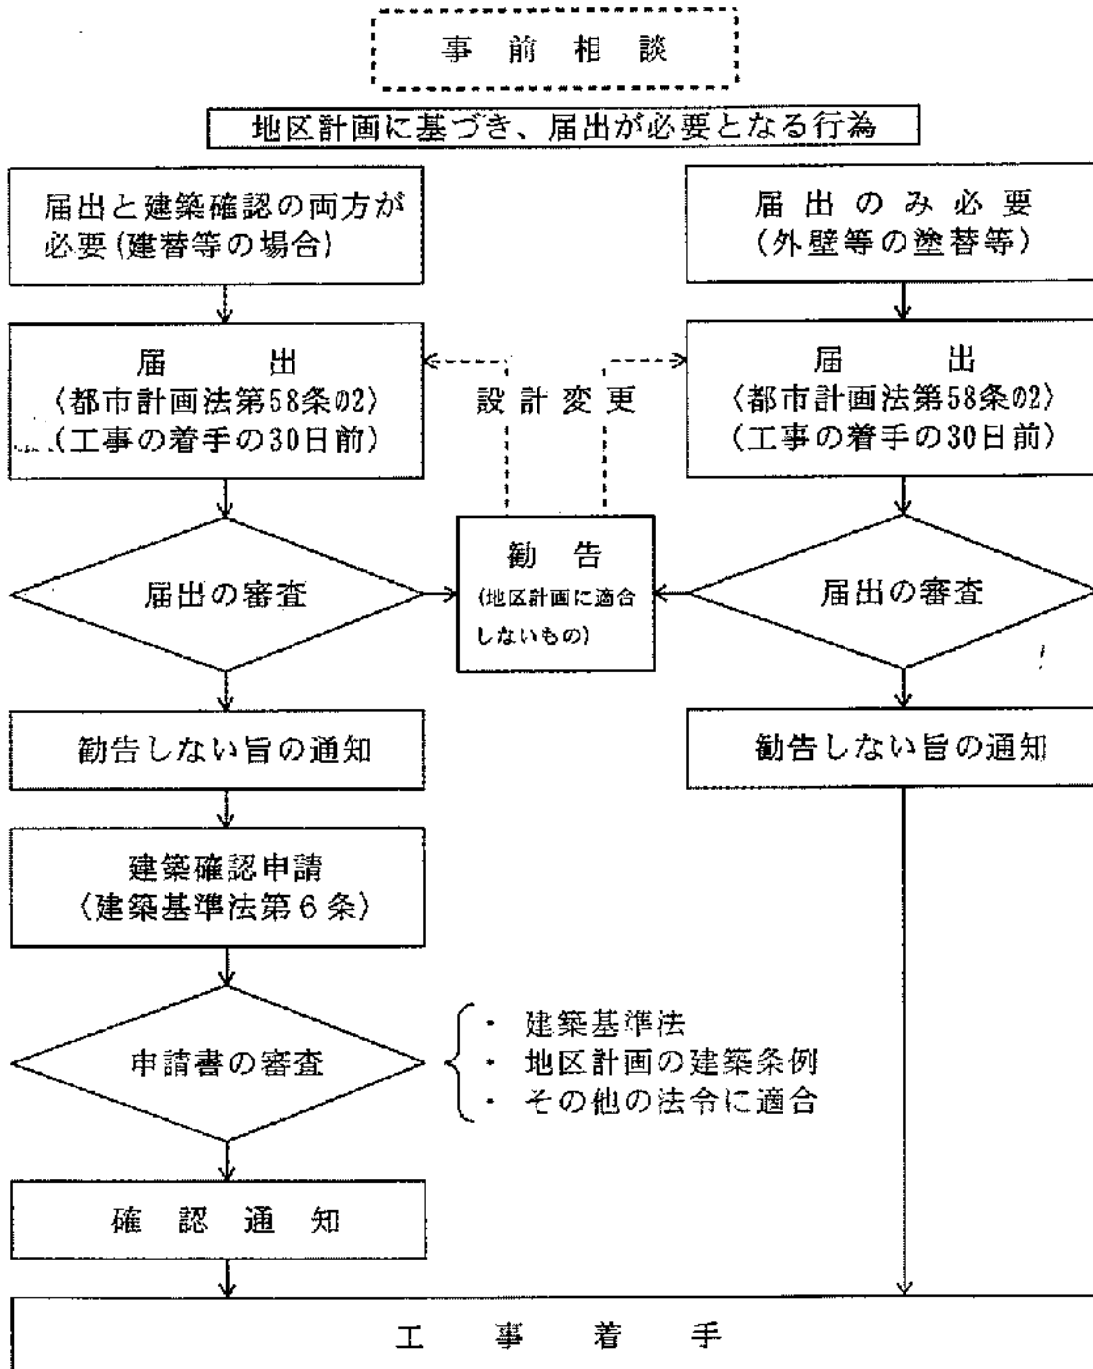 事前相談
地区計画に基づき、届出が必要となる行為
届出と建築確認の両方が
必要(建替等の場合)
届出のみ必要
(外壁等の塗替等)
届出
(都市計画法第58条の2)
(工事の着手の30日前)
設計変更
届出
(都市計画法第58条の2)
(工事の着手の30日前)
届出の審査
勧告
(地区計画に適合
しないもの)
届出の審査
勧告しない旨の通知
勧告しない旨の通知
建築確認申請
(建築基準法第6条)
申請書の審査
・ 建築基準法
・ 地区計画の建築条例
・ その他の法令に適合
確認通知
工事着手